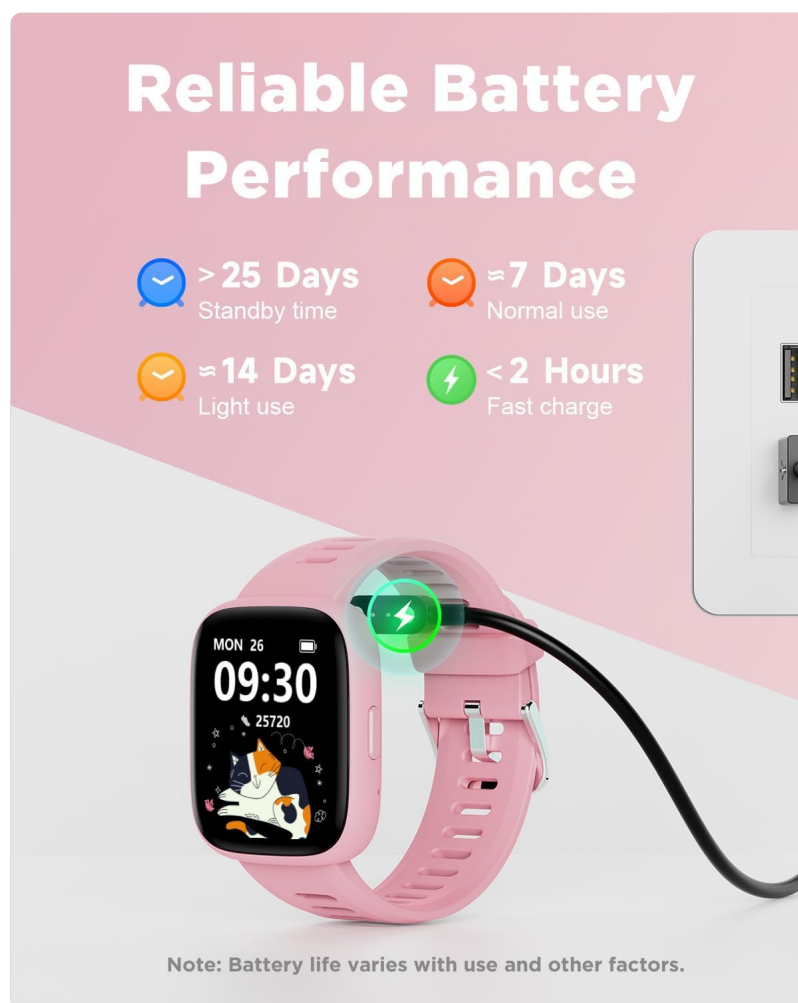 Reliable Battery
Performance
> 25 Days
Standby time
≈7 Days
Normal use
≈14 Days
Light use
< 2 Hours
Fast charge
MON 26
09:30
25720
Note: Battery life varies with use and other factors.